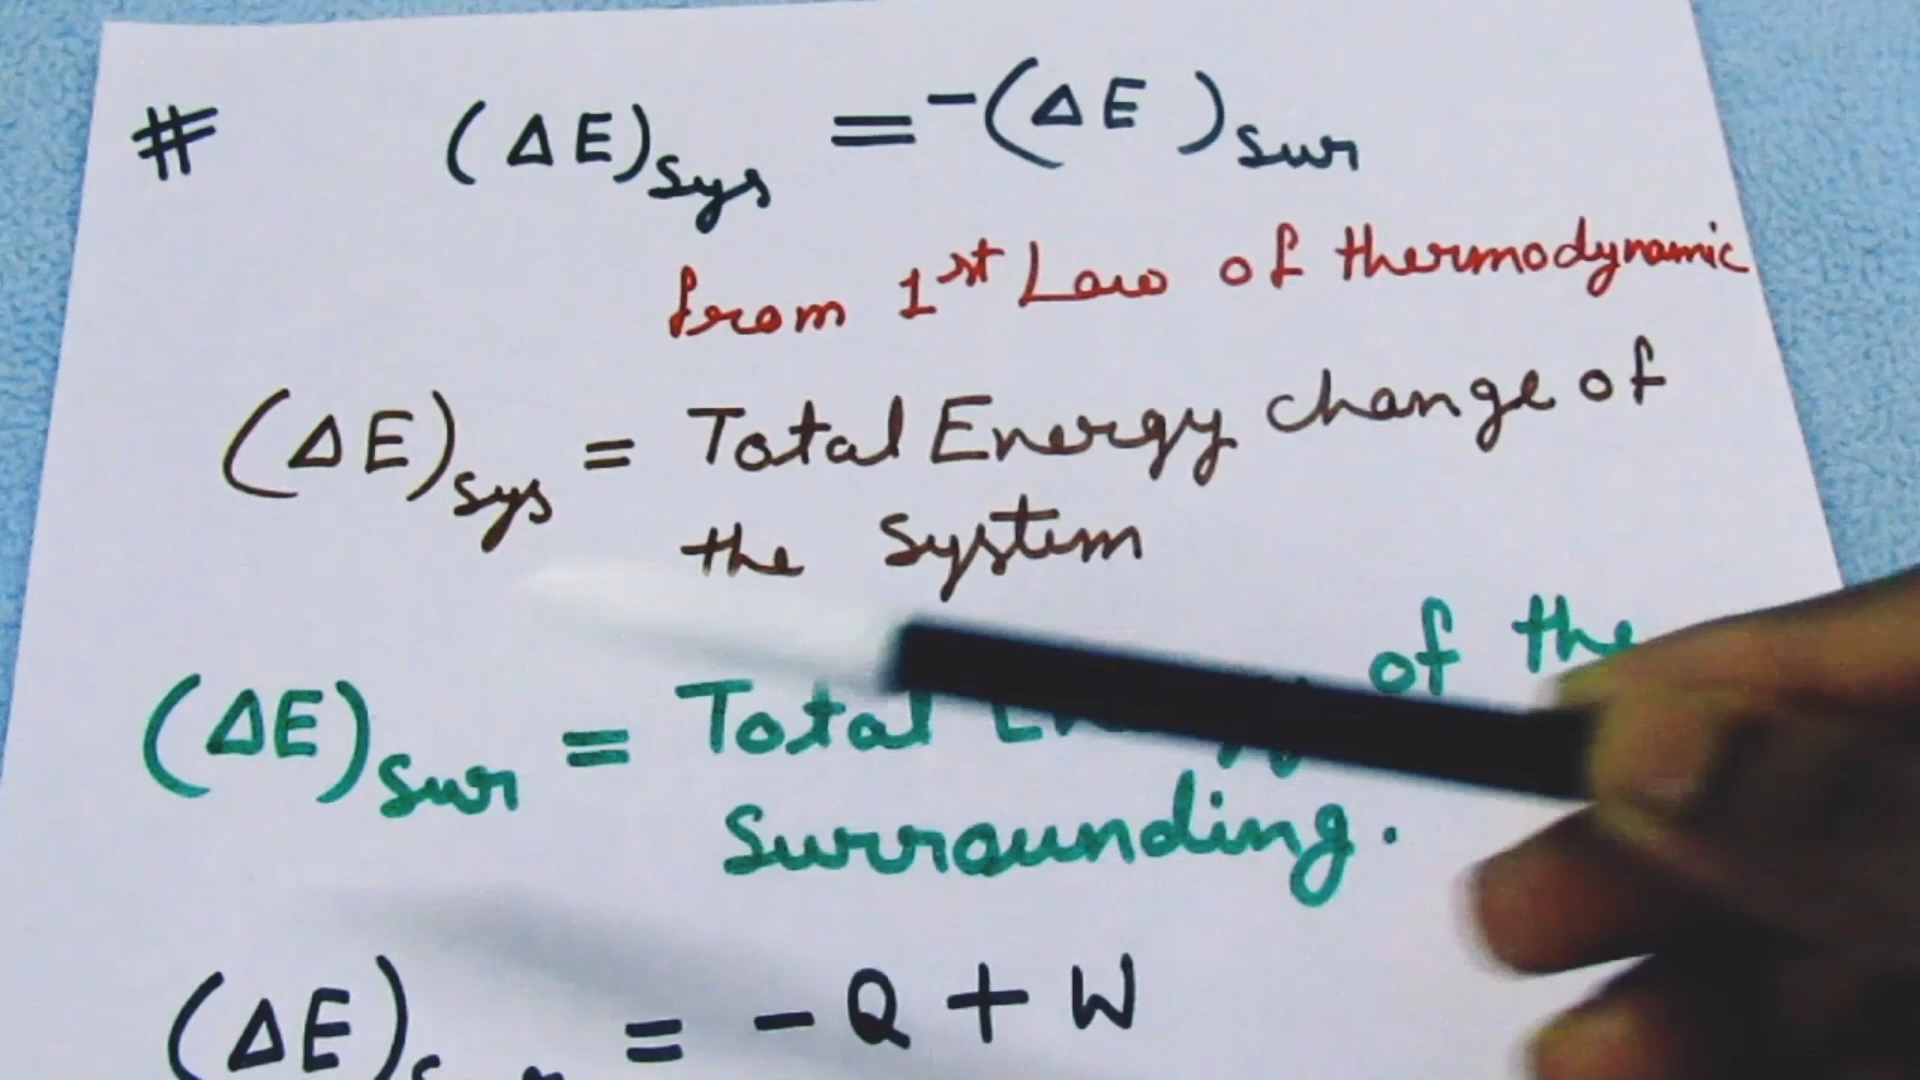 # (ΔE)sys = -(ΔE)sur
from 1st Law of thermodynamic
(ΔE)sys = Total Energy change of
the System
(ΔE)sur = Total of the
Surrounding.
(ΔE) = - Q + W